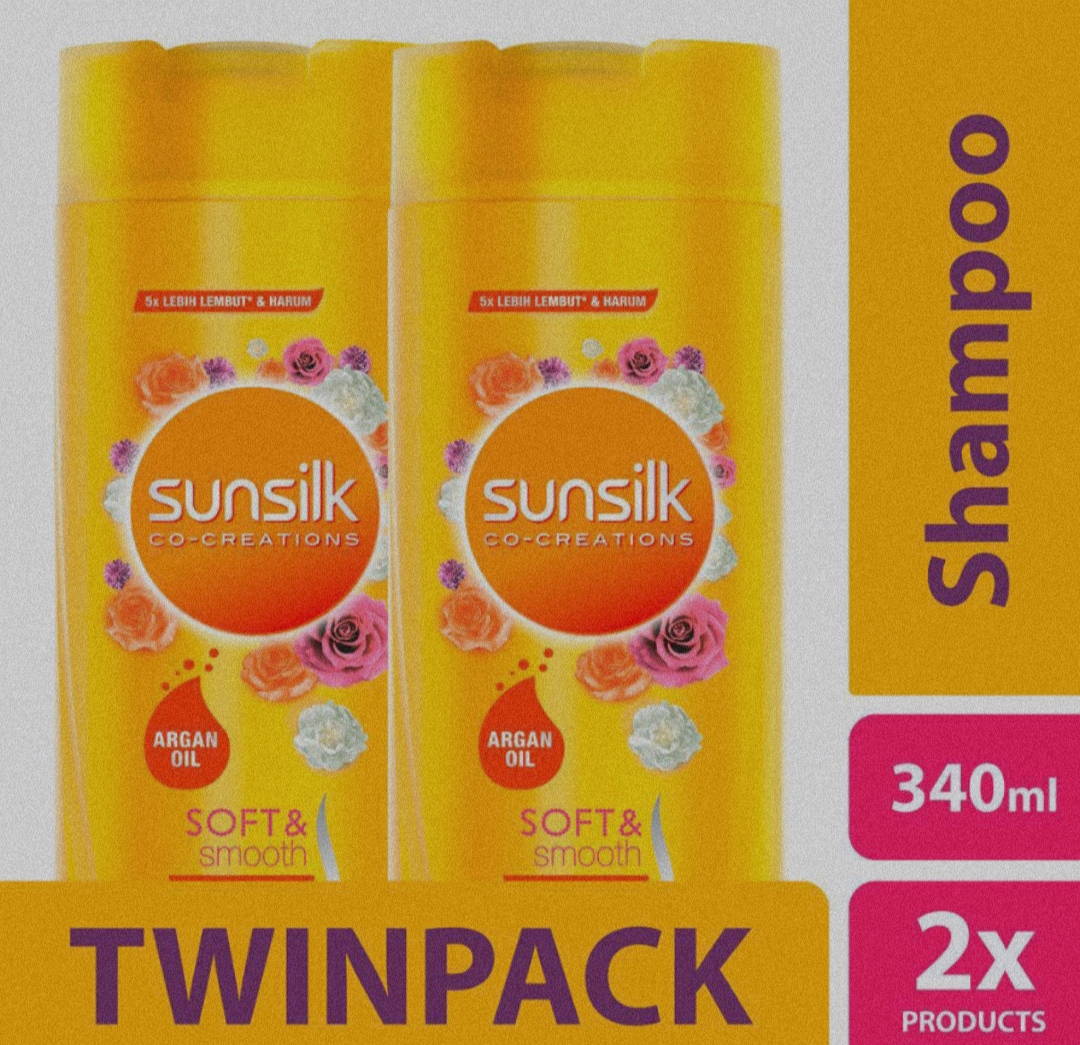 5x LEBIH LEMBUT* & HARUM
sunsilk
CO-CREATIONS
ARGAN
OIL
SOFT&
smooth
5x LEBIH LEMBUT* & HARUM
sunsilk
CO-CREATIONS
ARGAN
OIL
SOFT&
smooth
Shampoo
340ml
2x
PRODUCTS
TWINPACK